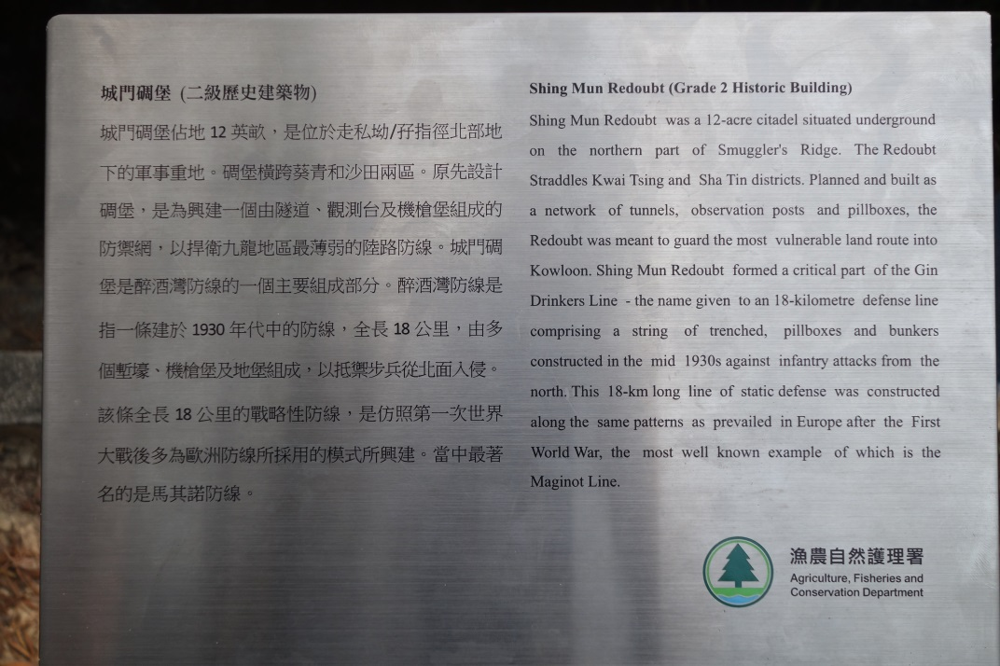 城門碉堡 (二級歷史建築物)
城門碉堡佔地 12 英畝，是位於走私坳/孖指徑北部地
下的軍事重地。碉堡橫跨葵青和沙田兩區。原先設計
碉堡，是為興建一個由隧道、觀測台及機槍堡組成的
防禦網，以捍衛九龍地區最薄弱的陸路防線。城門碉
堡是醉酒灣防線的一個主要組成部分。醉酒灣防線是
指一條建於 1930 年代中的防線，全長 18 公里，由多
個塹壕、機槍堡及地堡組成，以抵禦步兵從北面入侵。
該條全長 18 公里的戰略性防線，是仿照第一次世界
大戰後多為歐洲防線所採用的模式所興建。當中最著
名的是馬其諾防線。
Shing Mun Redoubt (Grade 2 Historic Building)
Shing Mun Redoubt was a 12-acre citadel situated underground
on the northern part of Smuggler's Ridge. The Redoubt
Straddles Kwai Tsing and Sha Tin districts. Planned and built as
a network of tunnels, observation posts and pillboxes, the
Redoubt was meant to guard the most vulnerable land route into
Kowloon. Shing Mun Redoubt formed a critical part of the Gin
Drinkers Line - the name given to an 18-kilometre defense line
comprising a string of trenched, pillboxes and bunkers
constructed in the mid 1930s against infantry attacks from the
north. This 18-km long line of static defense was constructed
along the same patterns as prevailed in Europe after the First
World War, the most well known example of which is the
Maginot Line.
漁農自然護理署
Agriculture, Fisheries and
Conservation Department